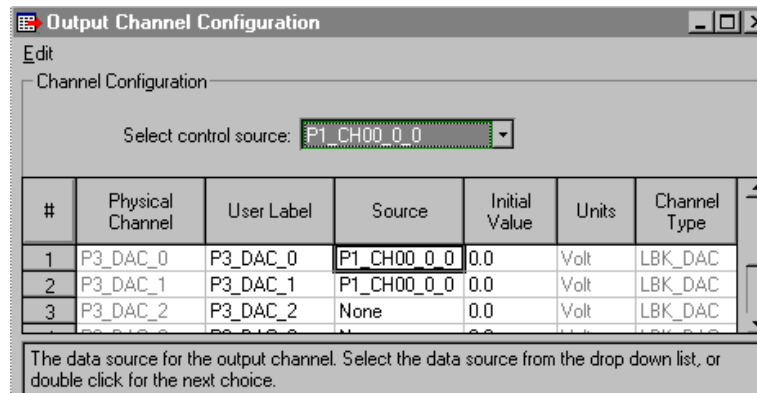 Output Channel Configuration
Edit
Channel Configuration
Select control source: P1_CH00_0_0
# Physical Channel User Label Source Initial Value Units Channel Type
1 P3_DAC_0 P3_DAC_0 P1_CH00_0_0 0.0 Volt LBK_DAC
2 P3_DAC_1 P3_DAC_1 P1_CH00_0_0 0.0 Volt LBK_DAC
3 P3_DAC_2 P3_DAC_2 None 0.0 Volt LBK_DAC
The data source for the output channel. Select the data source from the drop down list, or
double click for the next choice.